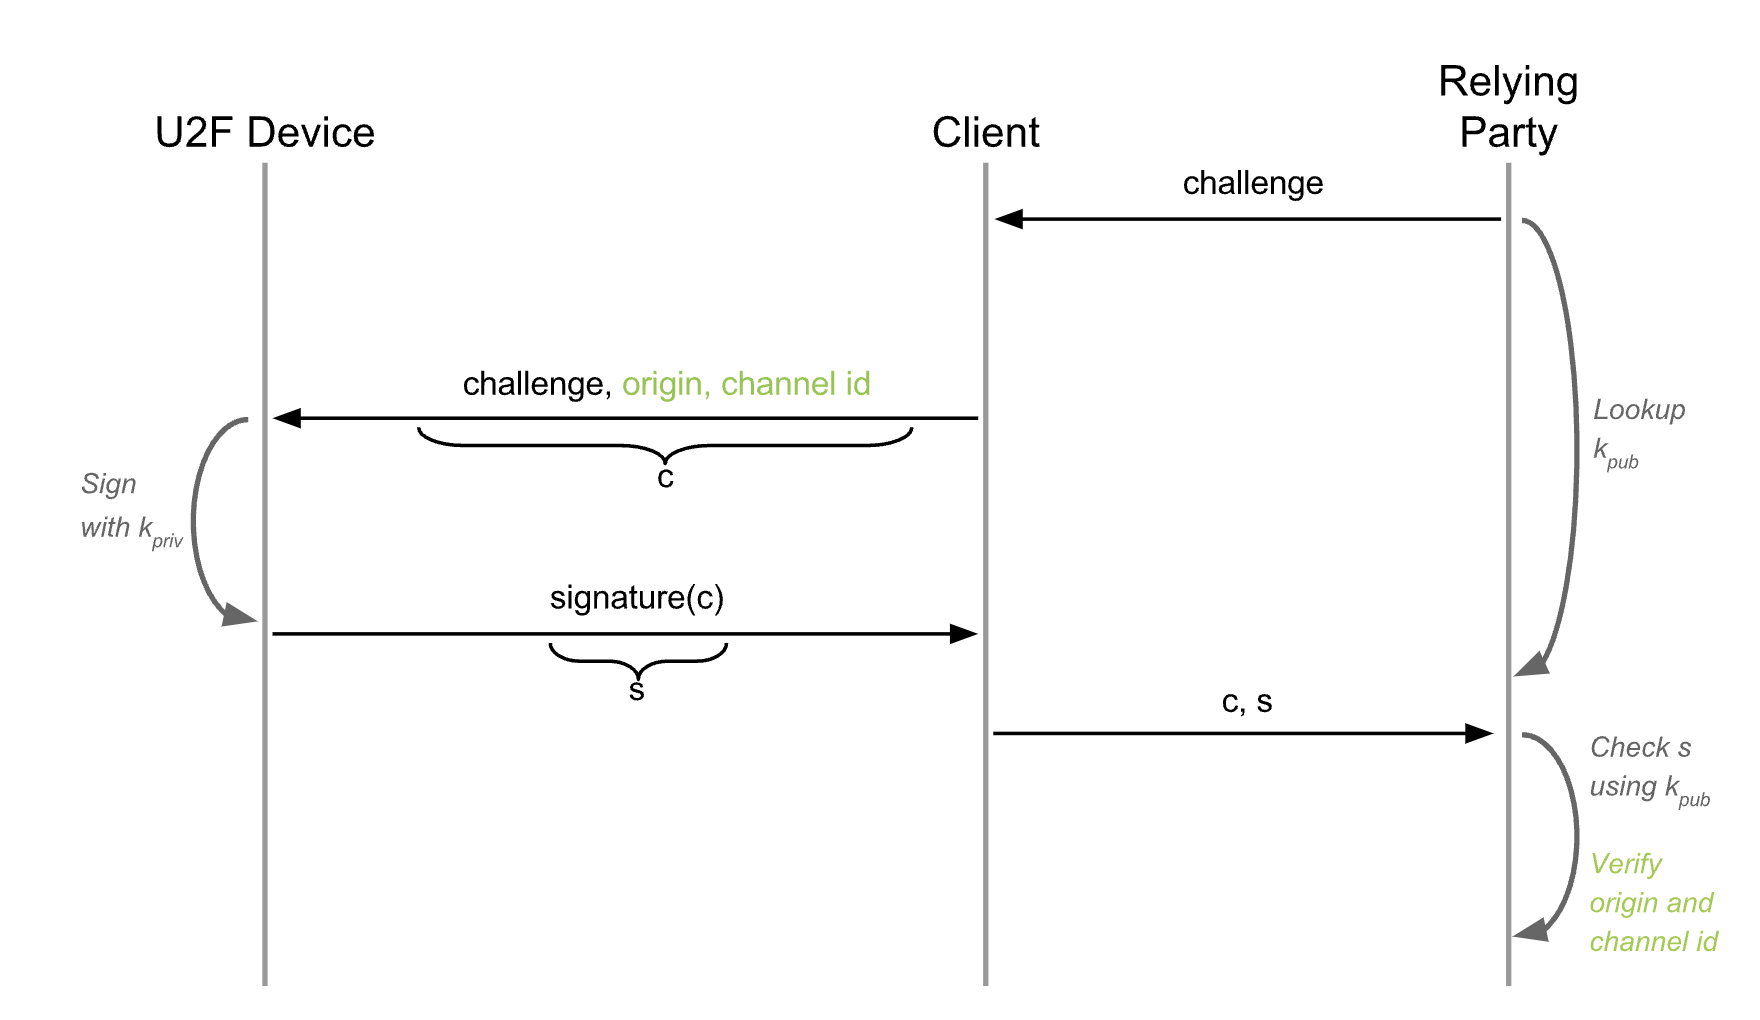 U2F Device
Client
Relying
Party
challenge
challenge, origin, channel id
c
Lookup
kpub
Sign
with kpriv
signature(c)
s
c, s
Check s
using kpub
Verify
origin and
channel id